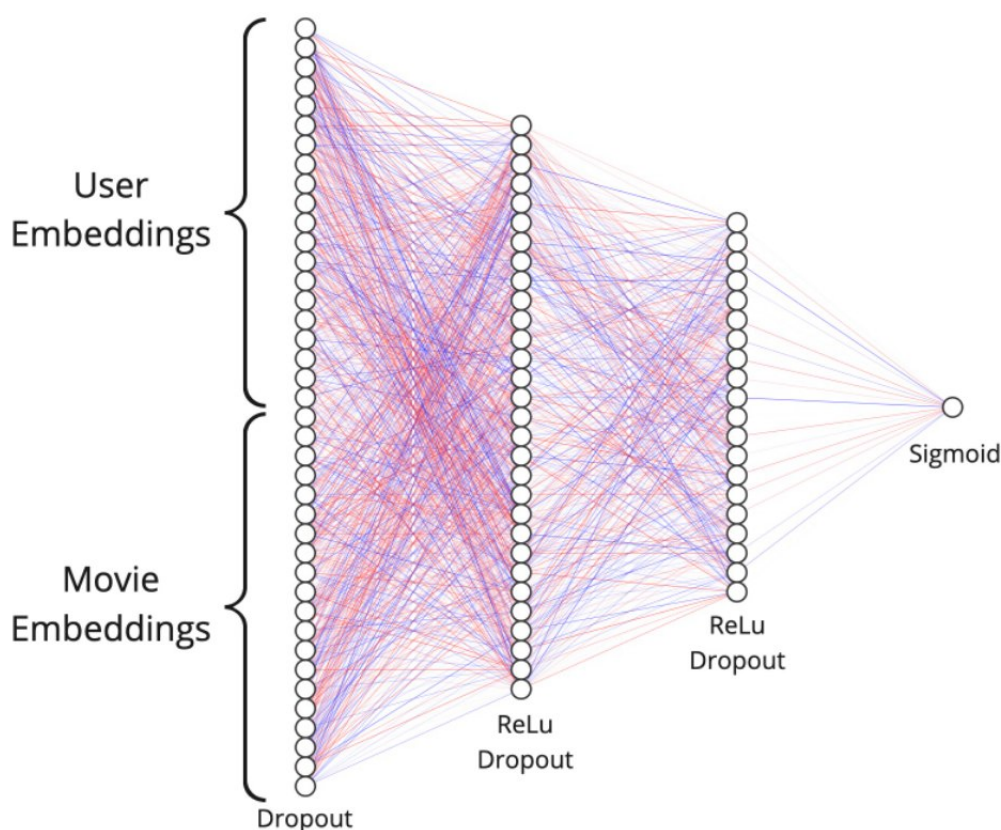 User
Embeddings
Movie
Embeddings
Dropout
ReLu
Dropout
ReLu
Dropout
Sigmoid